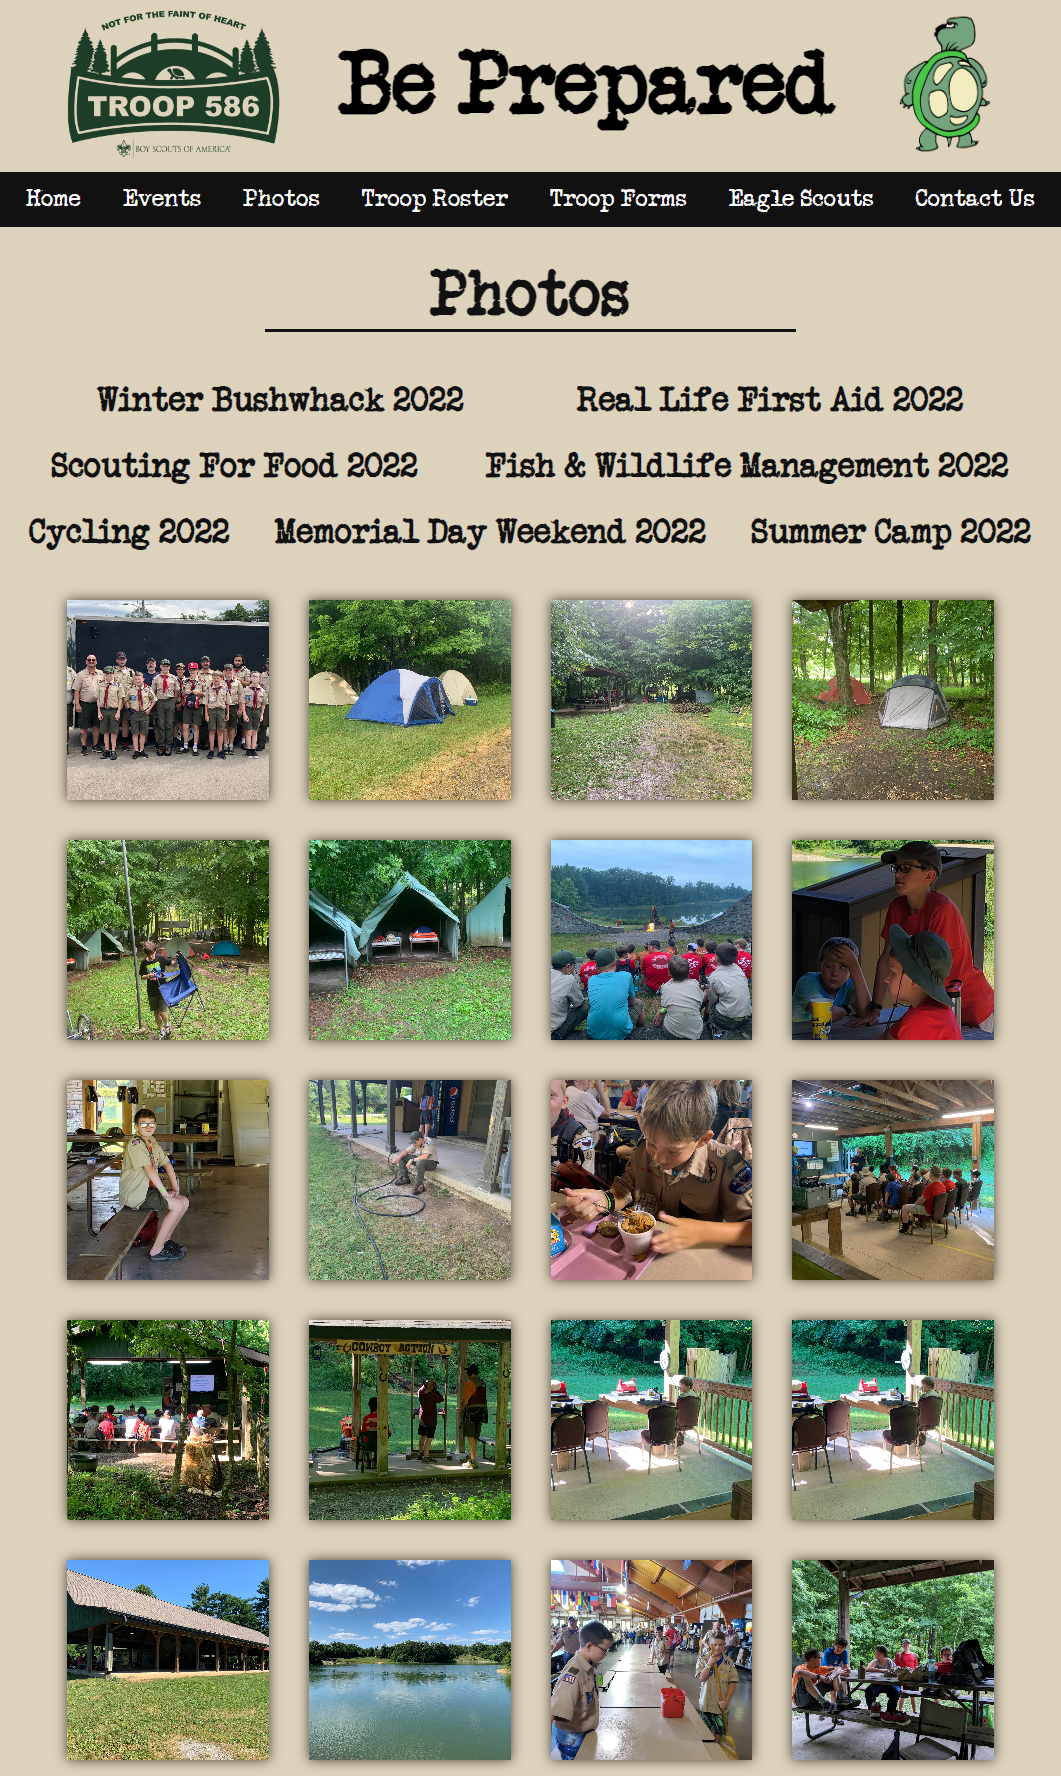 NOT FOR THE FAINT OF HEART
TROOP 586
BOY SCOUTS OF AMERICA
Be Prepared
Home Events Photos Troop Roster Troop Forms Eagle Scouts Contact Us
Photos
Winter Bushwhack 2022 Real Life First Aid 2022
Scouting For Food 2022 Fish & Wildlife Management 2022
Cycling 2022 Memorial Day Weekend 2022 Summer Camp 2022
pepsi
COWBOY ACTION